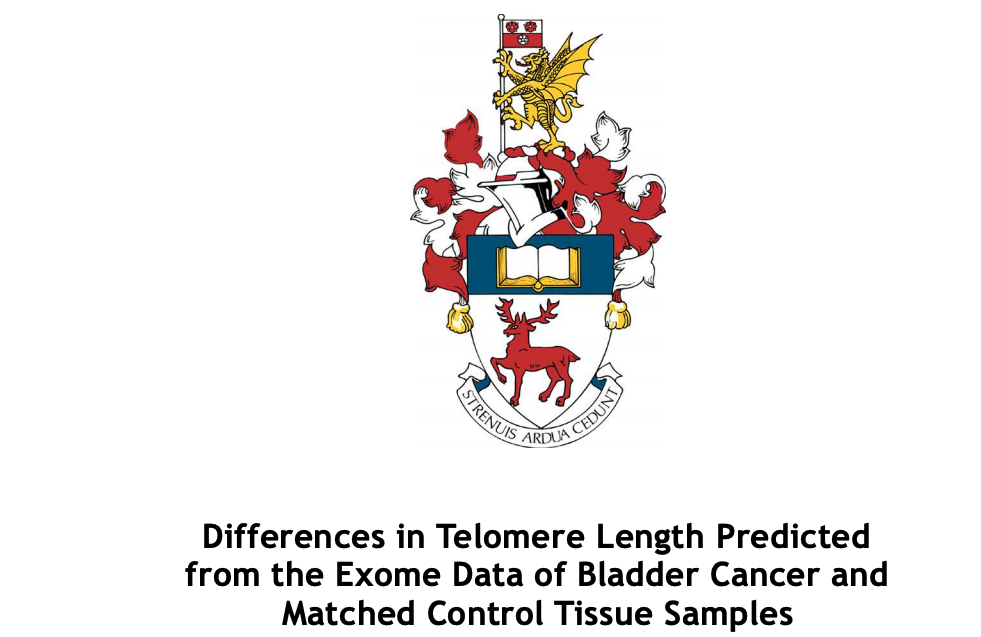 STRENUIS ARDUA CEDUNT
Differences in Telomere Length Predicted
from the Exome Data of Bladder Cancer and
Matched Control Tissue Samples